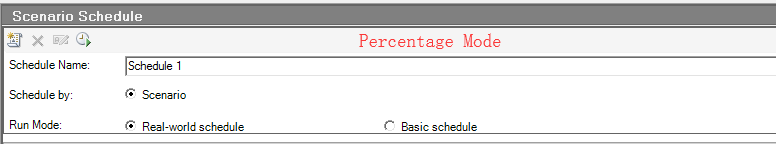 Scenario Schedule
Percentage Mode
Schedule Name: Schedule 1
Schedule by: Scenario
Run Mode: Real-world schedule Basic schedule